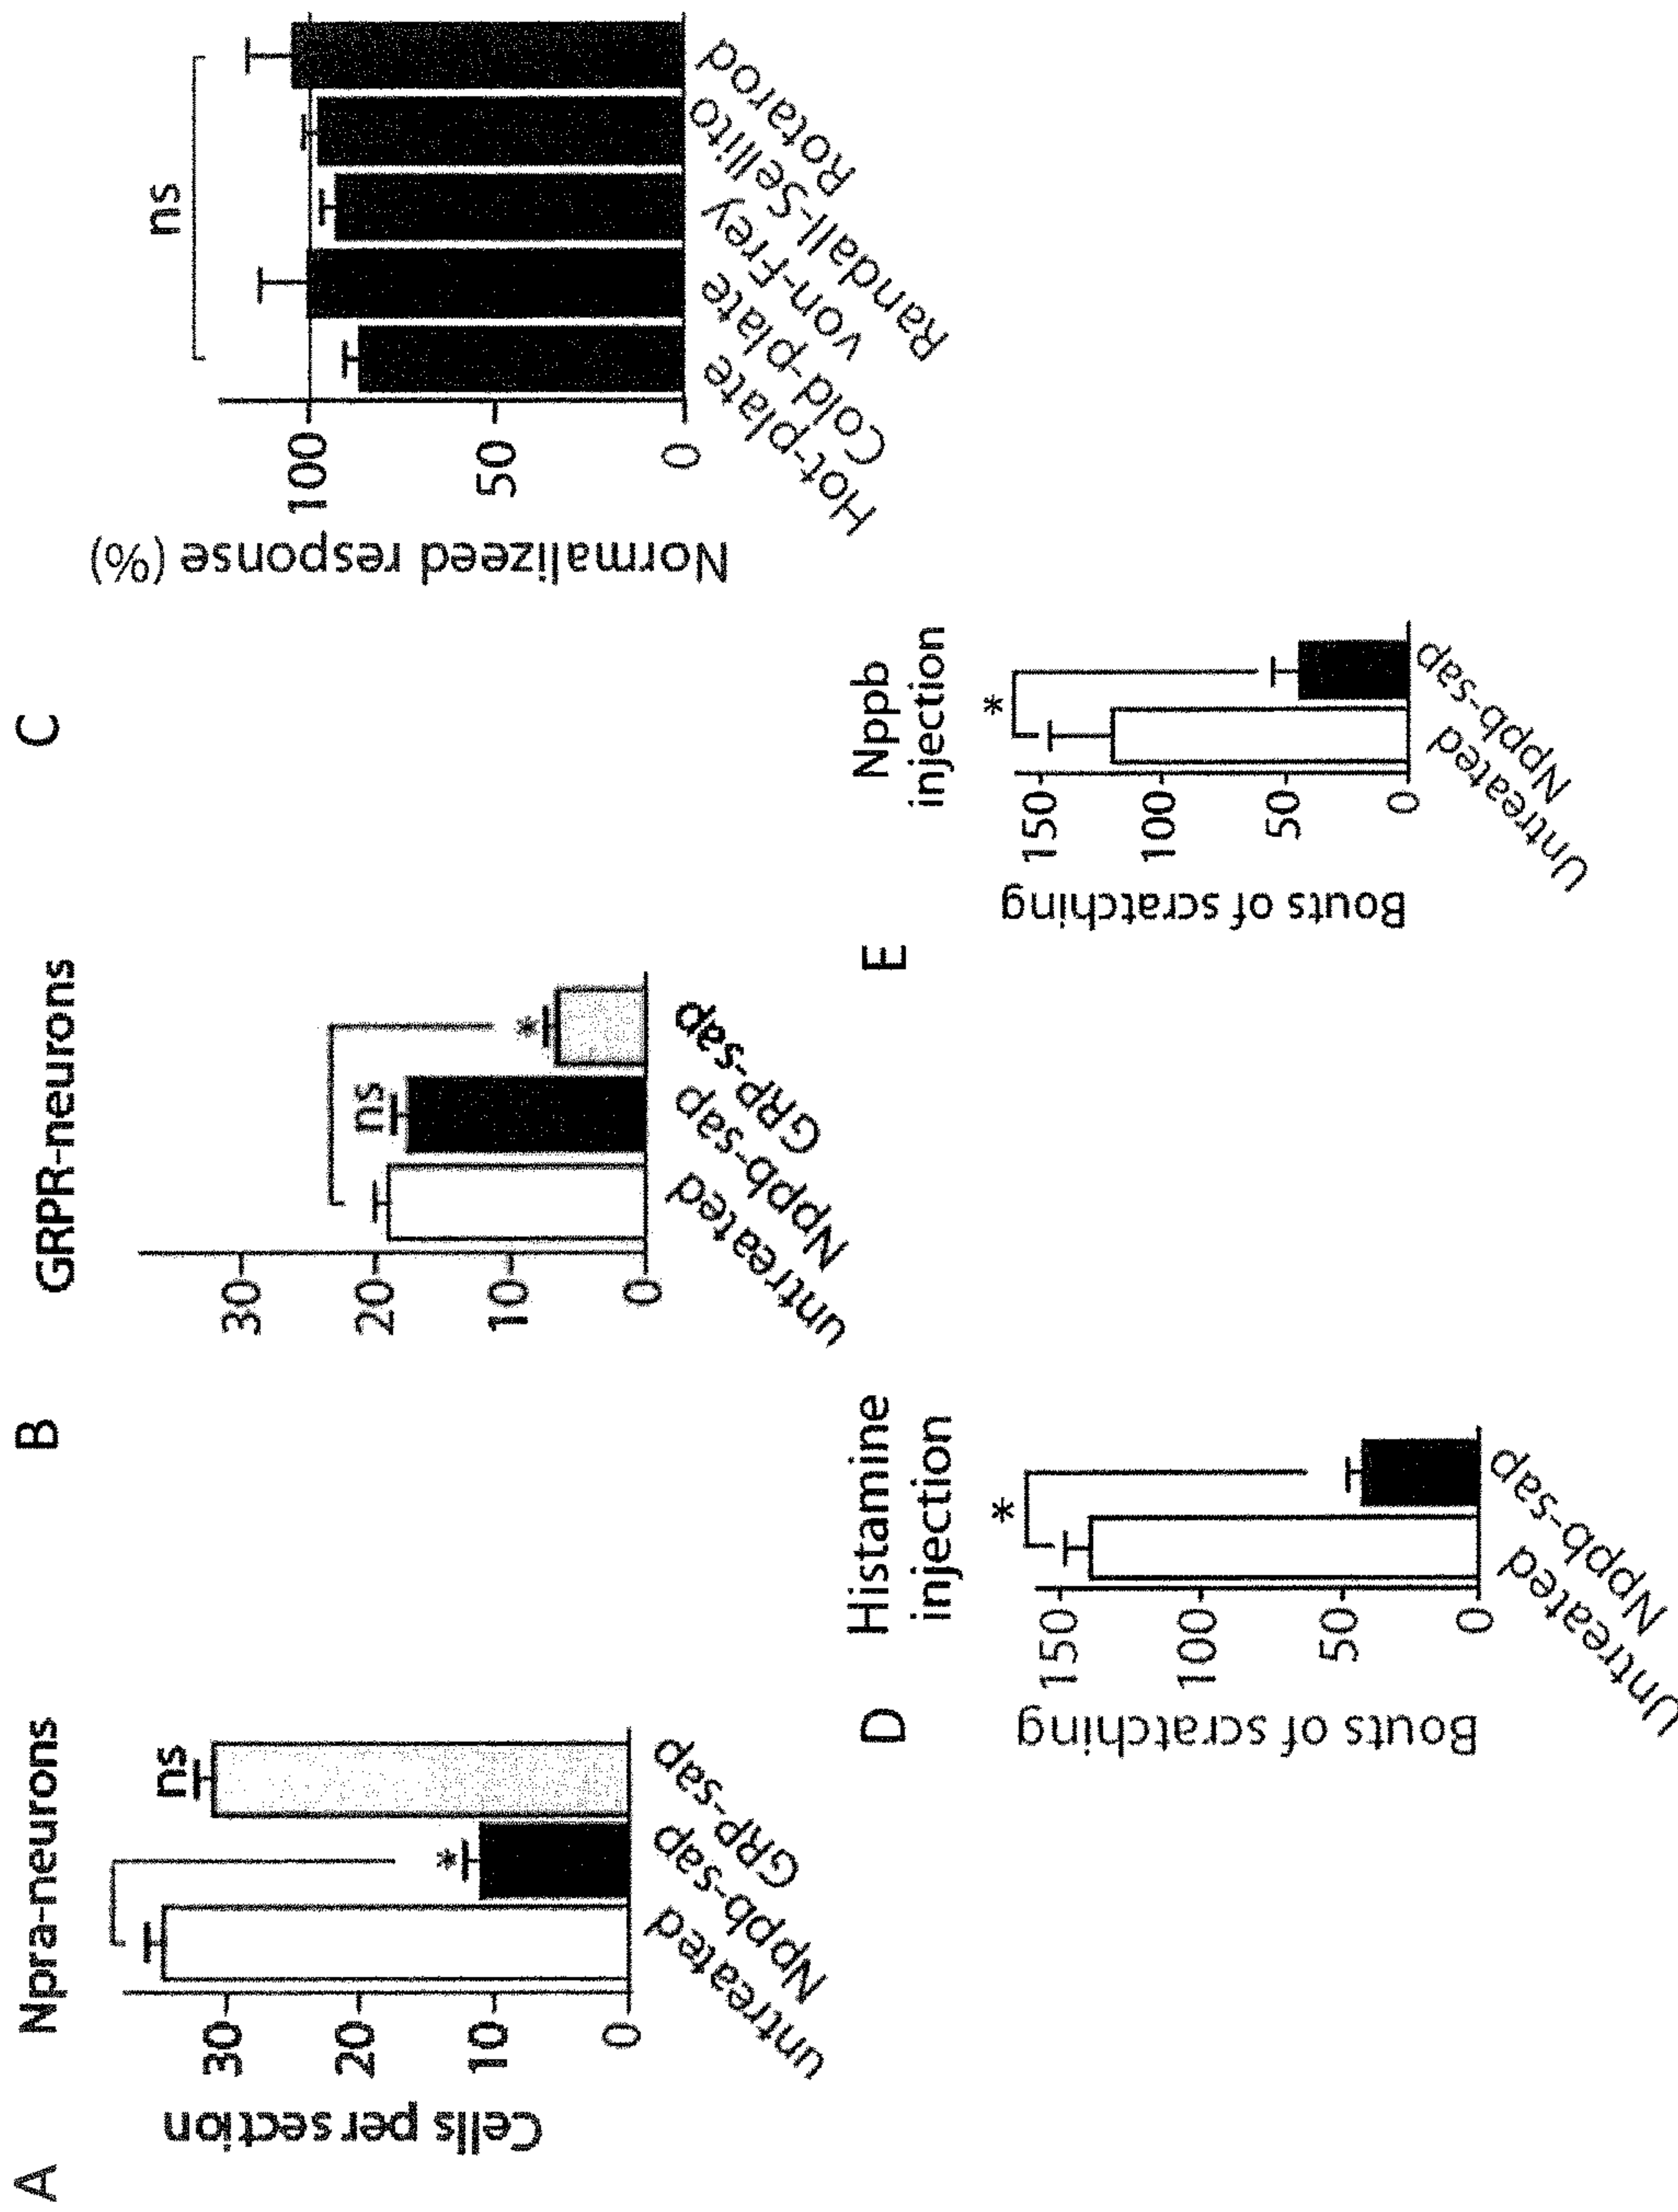 A
Npra-neurons
Cells per section
30
20
10
0
*
ns
untreated
Nppb-sap
GRP-sap
B
GRPR-neurons
30
20
10
0
ns
*
untreated
Nppb-sap
GRP-sap
C
Normalizeed response (%)
100
50
0
ns
Hot-plate
Cold-plate
von-Frey
Randall-Sellito
Rotarod
D
Histamine
injection
Bouts of scratching
150
100
50
0
*
Untreated
Nppb-sap
E
Nppb
injection
Bouts of scratching
150
100
50
0
*
Untreated
Nppb-sap